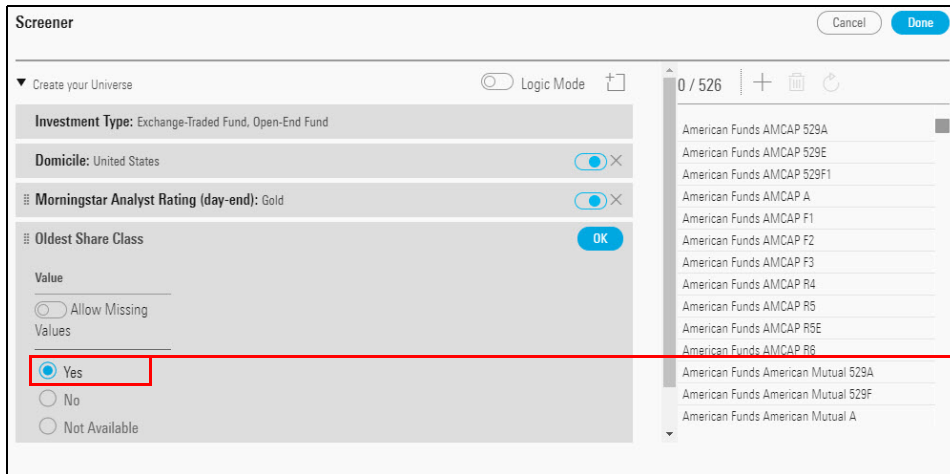 Screener
Cancel
Done
Create your Universe
Logic Mode
Investment Type: Exchange-Traded Fund, Open-End Fund
Domicile: United States
Morningstar Analyst Rating (day-end): Gold
Oldest Share Class
OK
Value
Allow Missing
Values
Yes
No
Not Available
0 / 526
American Funds AMCAP 529A
American Funds AMCAP 529E
American Funds AMCAP 529F1
American Funds AMCAP A
American Funds AMCAP F1
American Funds AMCAP F2
American Funds AMCAP F3
American Funds AMCAP R4
American Funds AMCAP R5
American Funds AMCAP R5E
American Funds AMCAP R6
American Funds American Mutual 529A
American Funds American Mutual 529F
American Funds American Mutual A